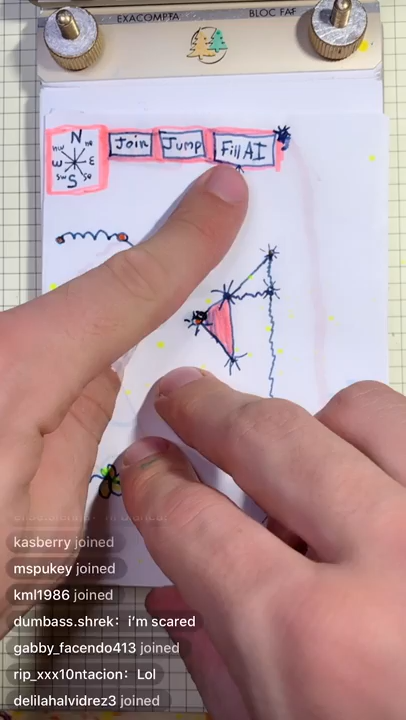 EXACOMPTA BLOC FAF
N
nw ne
W E
sw se
S
Join Jump Fill AI
kasberry joined
mspukey joined
kml1986 joined
dumbass.shrek: i'm scared
gabby_facendo413 joined
rip_xxx10ntacion: Lol
delilahalvidrez3 joined